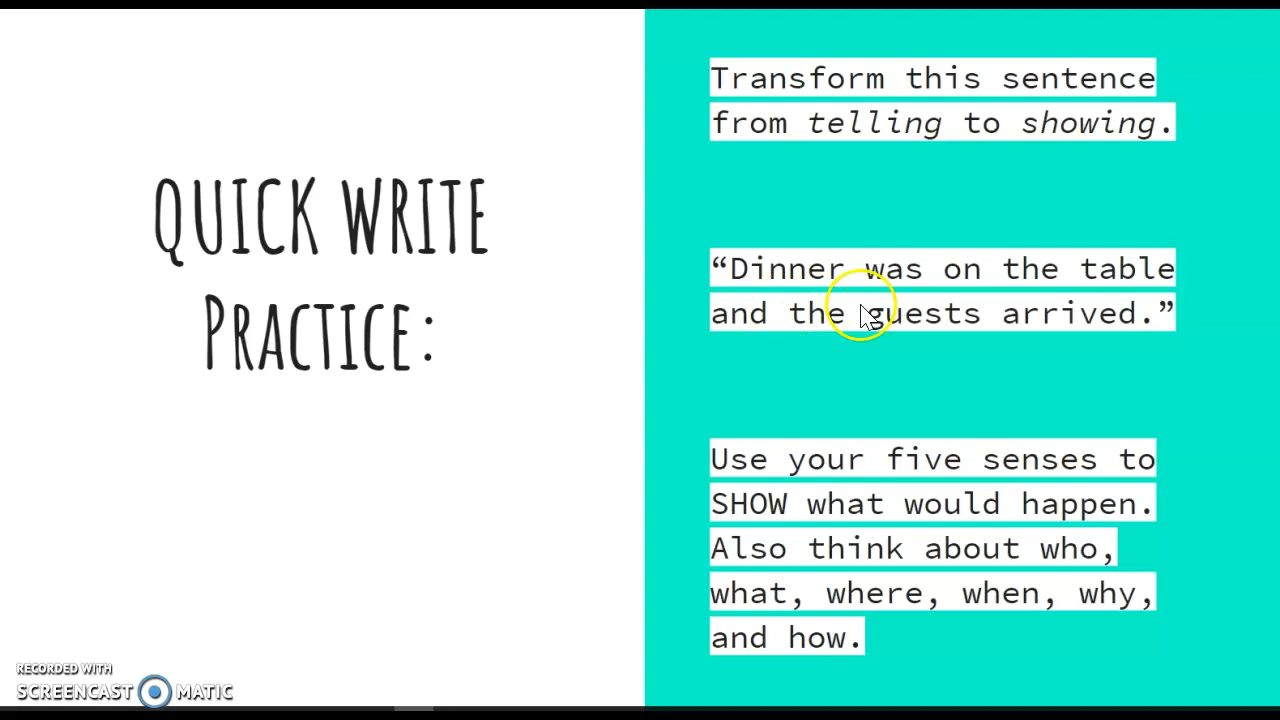 QUICK WRITE
PRACTICE:
Transform this sentence
from telling to showing.
“Dinner was on the table
and the guests arrived.”
Use your five senses to
SHOW what would happen.
Also think about who,
what, where, when, why,
and how.
RECORDED WITH
SCREENCAST MATIC